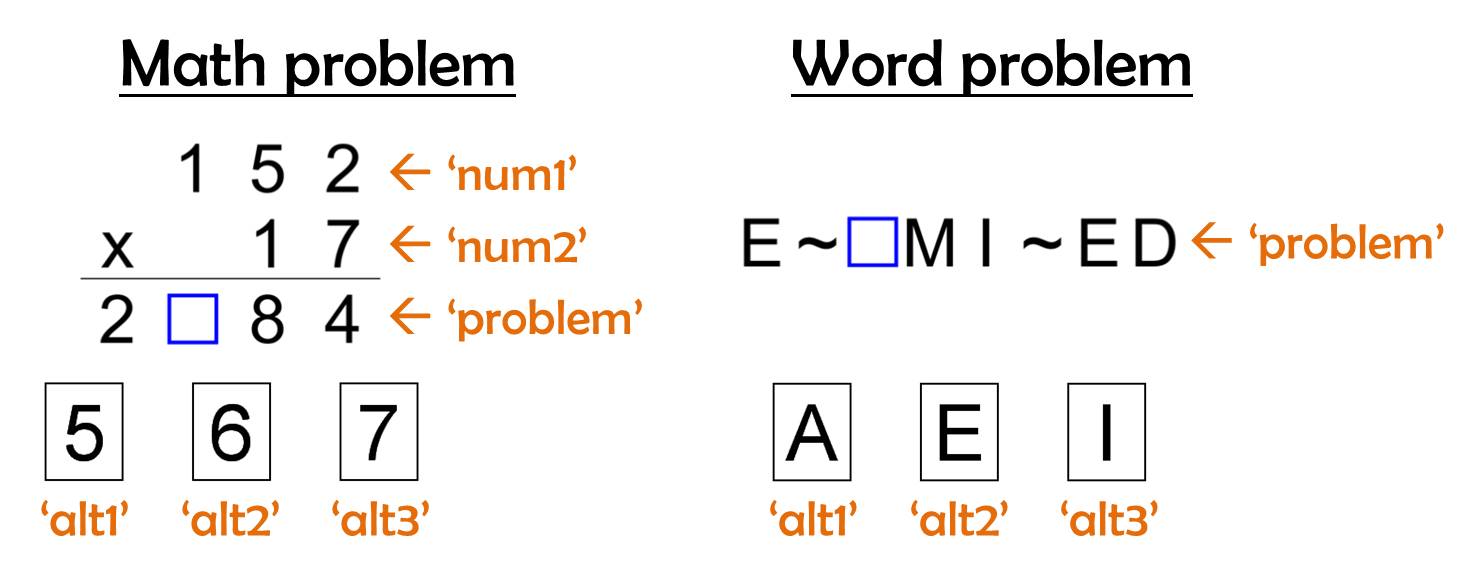 Math problem
1 5 2 ← ‘num1’
x 1 7 ← ‘num2’
2 □ 8 4 ← ‘problem’
5 6 7
‘alt1’ ‘alt2’ ‘alt3’
Word problem
E ~ □ M I ~ E D ← ‘problem’
A E I
‘alt1’ ‘alt2’ ‘alt3’